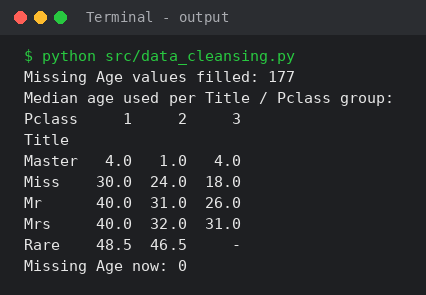 Terminal - output
$ python src/data_cleansing.py
Missing Age values filled: 177
Median age used per Title / Pclass group:
Pclass     1     2     3
Title
Master   4.0   1.0   4.0
Miss    30.0  24.0  18.0
Mr      40.0  31.0  26.0
Mrs     40.0  32.0  31.0
Rare    48.5  46.5     -
Missing Age now: 0